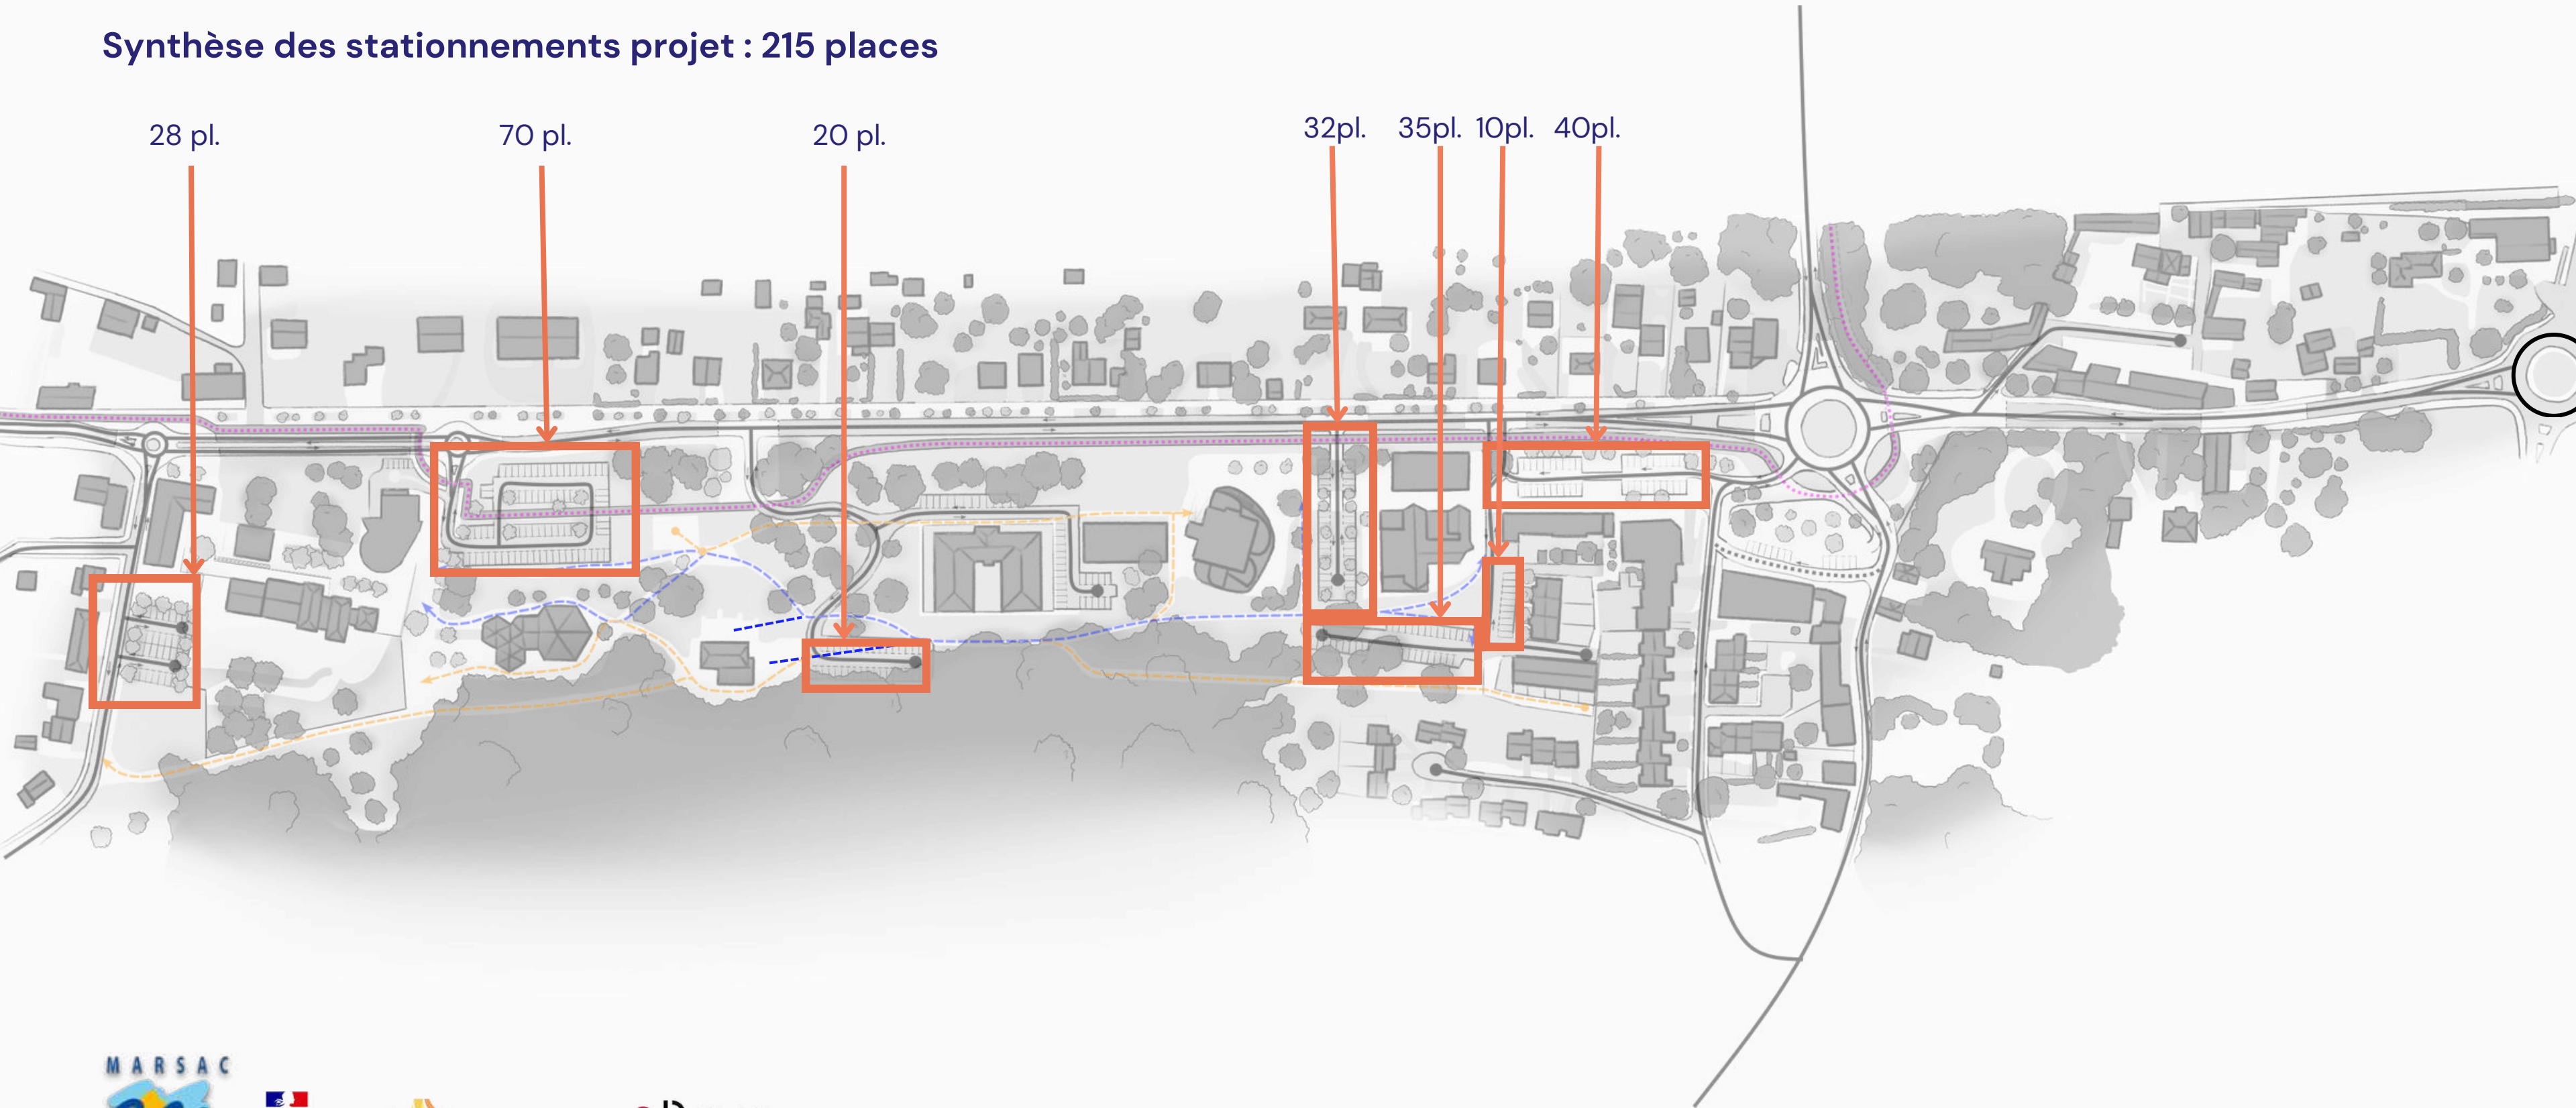 Synthèse des stationnements projet : 215 places
28 pl.
70 pl.
20 pl.
32pl.
35pl.
10pl.
40pl.
MARSAC